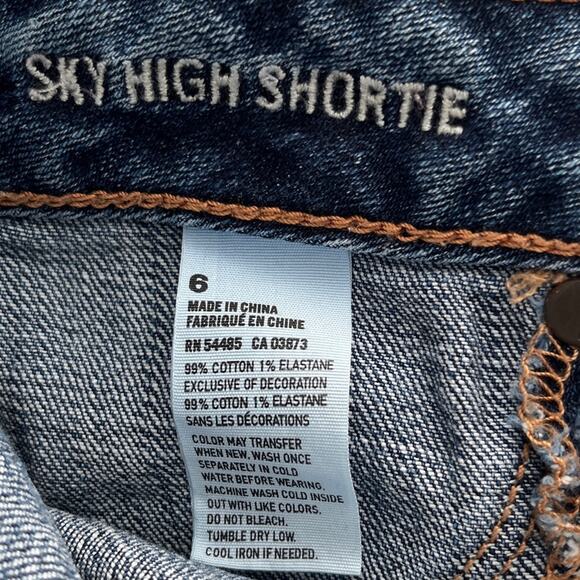 SKY HIGH SHORTIE
6
MADE IN CHINA
FABRIQUÉ EN CHINE
RN 54485 CA 03873
99% COTTON 1% ELASTANE
EXCLUSIVE OF DECORATION
99% COTON 1% ELASTANE
SANS LES DÉCORATIONS
COLOR MAY TRANSFER
WHEN NEW. WASH ONCE
SEPARATELY IN COLD
WATER BEFORE WEARING.
MACHINE WASH COLD INSIDE
OUT WITH LIKE COLORS.
DO NOT BLEACH.
TUMBLE DRY LOW.
COOL IRON IF NEEDED.